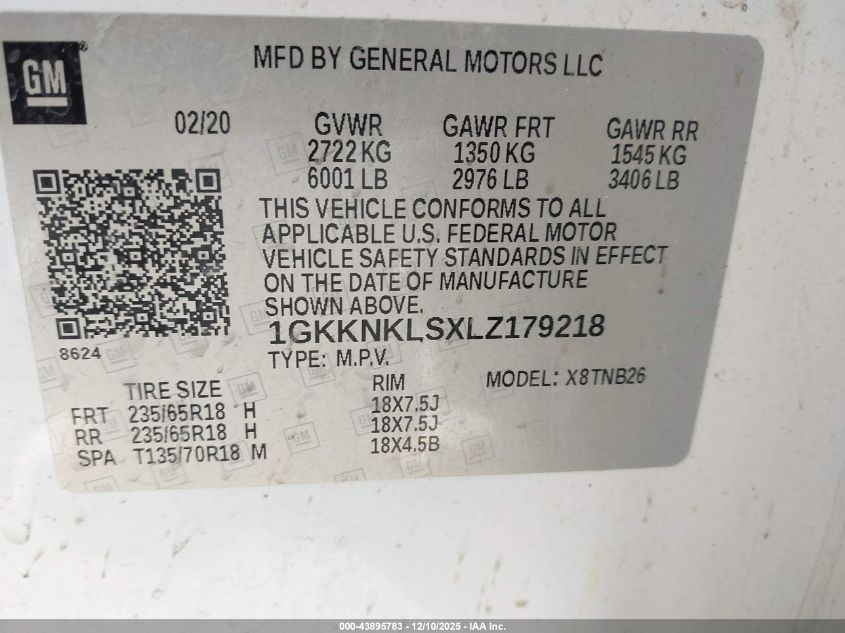 GM
MFD BY GENERAL MOTORS LLC
02/20 GVWR GAWR FRT GAWR RR
2722 KG 1350 KG 1545 KG
6001 LB 2976 LB 3406 LB
THIS VEHICLE CONFORMS TO ALL
APPLICABLE U.S. FEDERAL MOTOR
VEHICLE SAFETY STANDARDS IN EFFECT
ON THE DATE OF MANUFACTURE
SHOWN ABOVE.
1GKKNKLSXLZ179218
8624
TYPE: M.P.V.
MODEL: X8TNB26
TIRE SIZE RIM
FRT 235/65R18 H 18X7.5J
RR 235/65R18 H 18X7.5J
SPA T135/70R18 M 18X4.5B
000-43895783 - 12/10/2025 - IAA Inc.